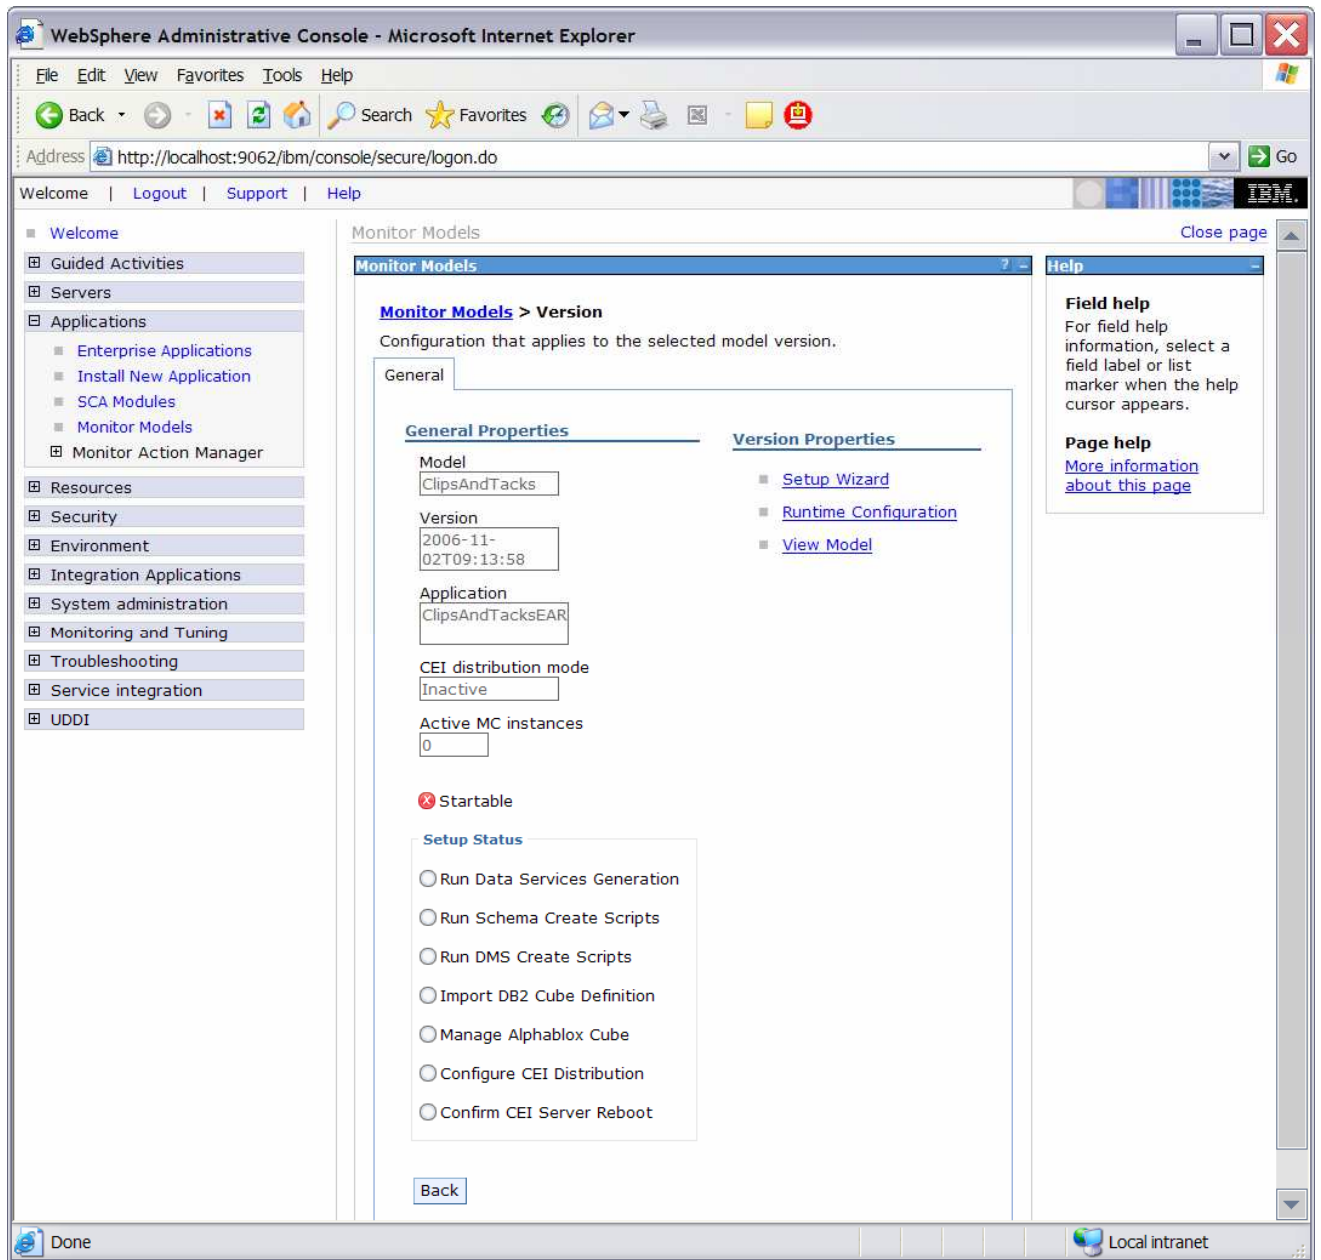 WebSphere Administrative Console - Microsoft Internet Explorer
File Edit View Favorites Tools Help
Back Search Favorites
Address http://localhost:9062/ibm/console/secure/logon.do Go
Welcome | Logout | Support | Help
IBM.
Welcome
Guided Activities
Servers
Applications
Enterprise Applications
Install New Application
SCA Modules
Monitor Models
Monitor Action Manager
Resources
Security
Environment
Integration Applications
System administration
Monitoring and Tuning
Troubleshooting
Service integration
UDDI
Monitor Models Close page
Monitor Models ? -
Monitor Models > Version
Configuration that applies to the selected model version.
General
General Properties
Model
ClipsAndTacks
Version
2006-11-
02T09:13:58
Application
ClipsAndTacksEAR
CEI distribution mode
Inactive
Active MC instances
0
Startable
Setup Status
Run Data Services Generation
Run Schema Create Scripts
Run DMS Create Scripts
Import DB2 Cube Definition
Manage Alphablox Cube
Configure CEI Distribution
Confirm CEI Server Reboot
Back
Version Properties
Setup Wizard
Runtime Configuration
View Model
Help -
Field help
For field help
information, select a
field label or list
marker when the help
cursor appears.
Page help
More information
about this page
Done
Local intranet